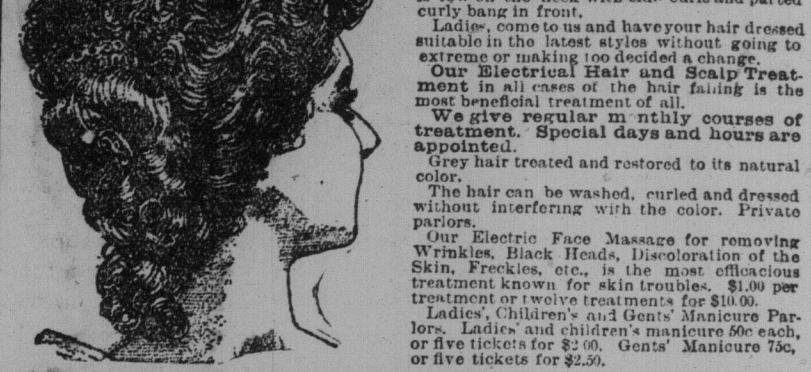 curly bang in front.
Ladies, come to us and have your hair dressed
suitable in the latest styles without going to
extreme or making too decided a change.
Our Electrical Hair and Scalp Treat-
ment in all cases of the hair falling is the
most beneficial treatment of all.
We give regular monthly courses of
treatment. Special days and hours are
appointed.
Grey hair treated and restored to its natural
color.
The hair can be washed, curled and dressed
without interfering with the color. Private
parlors.
Our Electric Face Massage for removing
Wrinkles, Black Heads, Discoloration of the
Skin, Freckles, etc., is the most efficacious
treatment known for skin troubles. $1.00 per
treatment or twelve treatments for $10.00.
Ladies', Children's and Gents' Manicure Par-
lors. Ladies' and children's manicure 50c each,
or five tickets for $2.00. Gents' Manicure 75c,
or five tickets for $2.50.